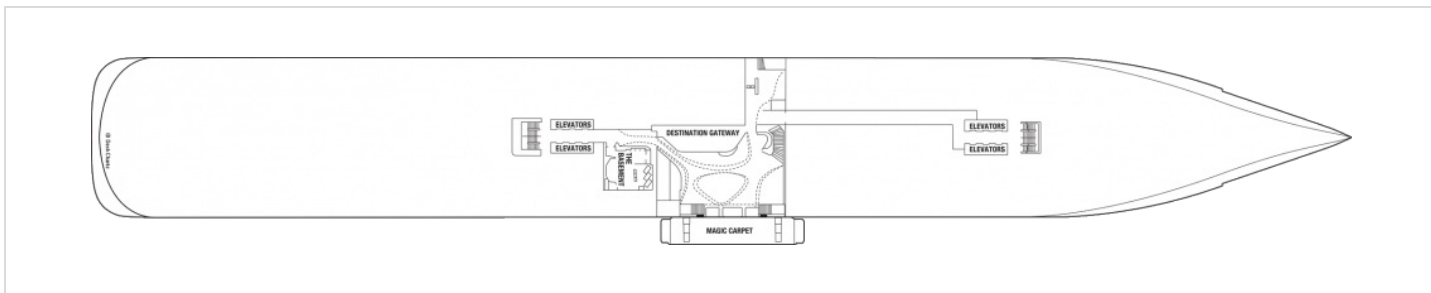 ELEVATORS
ELEVATORS
THE
BASEMENT
DESTINATION GATEWAY
ELEVATORS
ELEVATORS
MAGIC CARPET